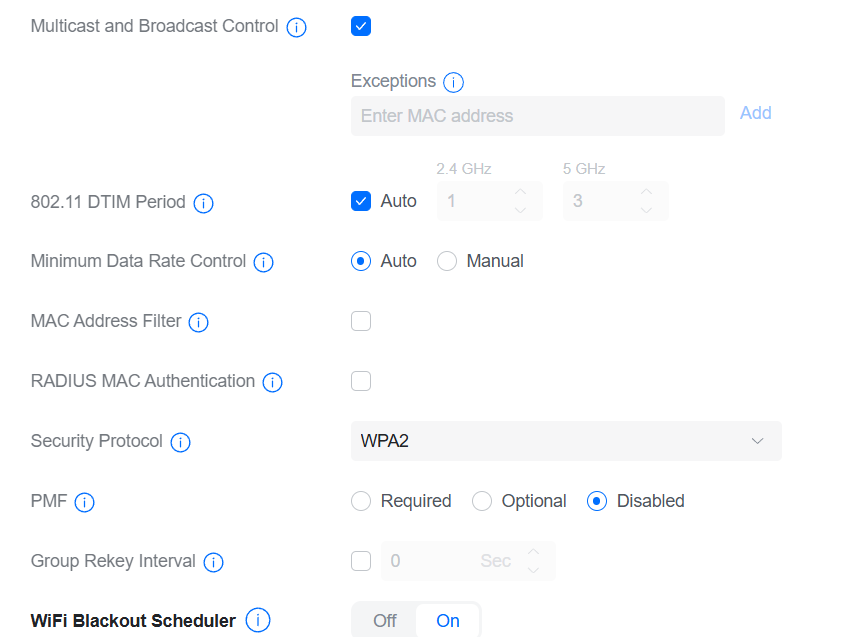 Multicast and Broadcast Control
Exceptions
Enter MAC address Add
2.4 GHz 5 GHz
802.11 DTIM Period Auto 1 3
Minimum Data Rate Control Auto Manual
MAC Address Filter
RADIUS MAC Authentication
Security Protocol WPA2
PMF Required Optional Disabled
Group Rekey Interval 0 Sec
WiFi Blackout Scheduler Off On